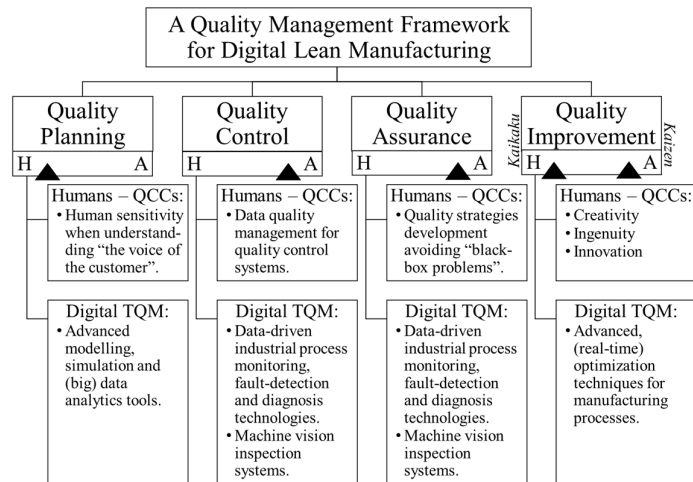 A Quality Management Framework
for Digital Lean Manufacturing
Quality
Planning
H A
Humans – QCCs:
• Human sensitivity
when understand-
ing “the voice of
the customer”.
Digital TQM:
• Advanced
modelling,
simulation and
(big) data
analytics tools.
Quality
Control
H A
Humans – QCCs:
• Data quality
management for
quality control
systems.
Digital TQM:
• Data-driven
industrial process
monitoring,
fault-detection
and diagnosis
technologies.
• Machine vision
inspection
systems.
Quality
Assurance
H A
Humans – QCCs:
• Quality strategies
development
avoiding “black-
box problems”.
Digital TQM:
• Data-driven
industrial process
monitoring,
fault-detection
and diagnosis
technologies.
• Machine vision
inspection
systems.
Quality
Improvement
Kaikaku
Kaizen
H A
Humans – QCCs:
• Creativity
• Ingenuity
• Innovation
Digital TQM:
• Advanced,
(real-time)
optimization
techniques for
manufacturing
processes.